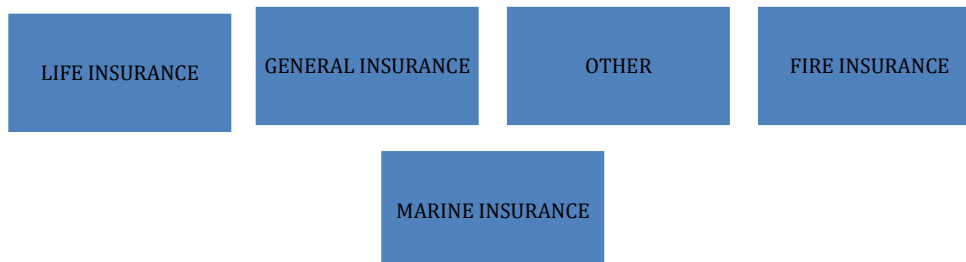 LIFE INSURANCE
GENERAL INSURANCE
OTHER
FIRE INSURANCE
MARINE INSURANCE